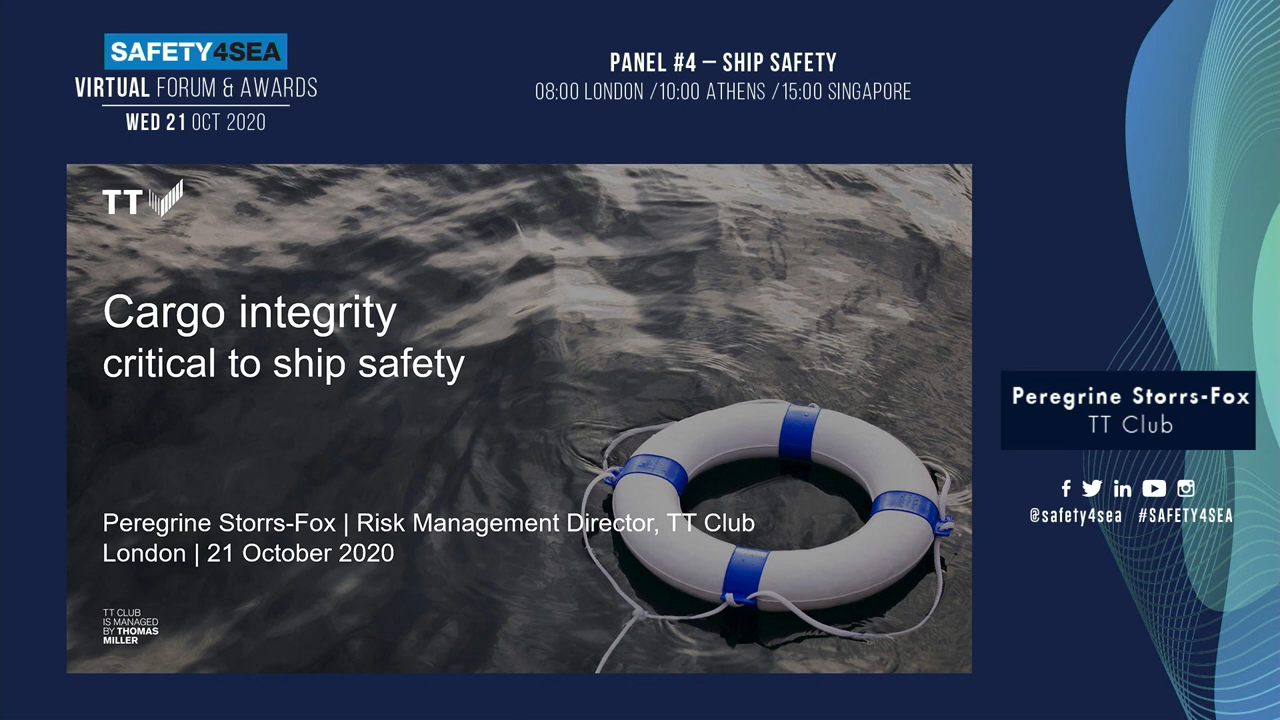 SAFETY4SEA
VIRTUAL FORUM & AWARDS
WED 21 OCT 2020
PANEL #4 – SHIP SAFETY
08:00 LONDON /10:00 ATHENS /15:00 SINGAPORE
TT
Cargo integrity
critical to ship safety
Peregrine Storrs-Fox | Risk Management Director, TT Club
London | 21 October 2020
TT CLUB
IS MANAGED
BY THOMAS
MILLER
Peregrine Storrs-Fox
TT Club
@safety4sea #SAFETY4SEA